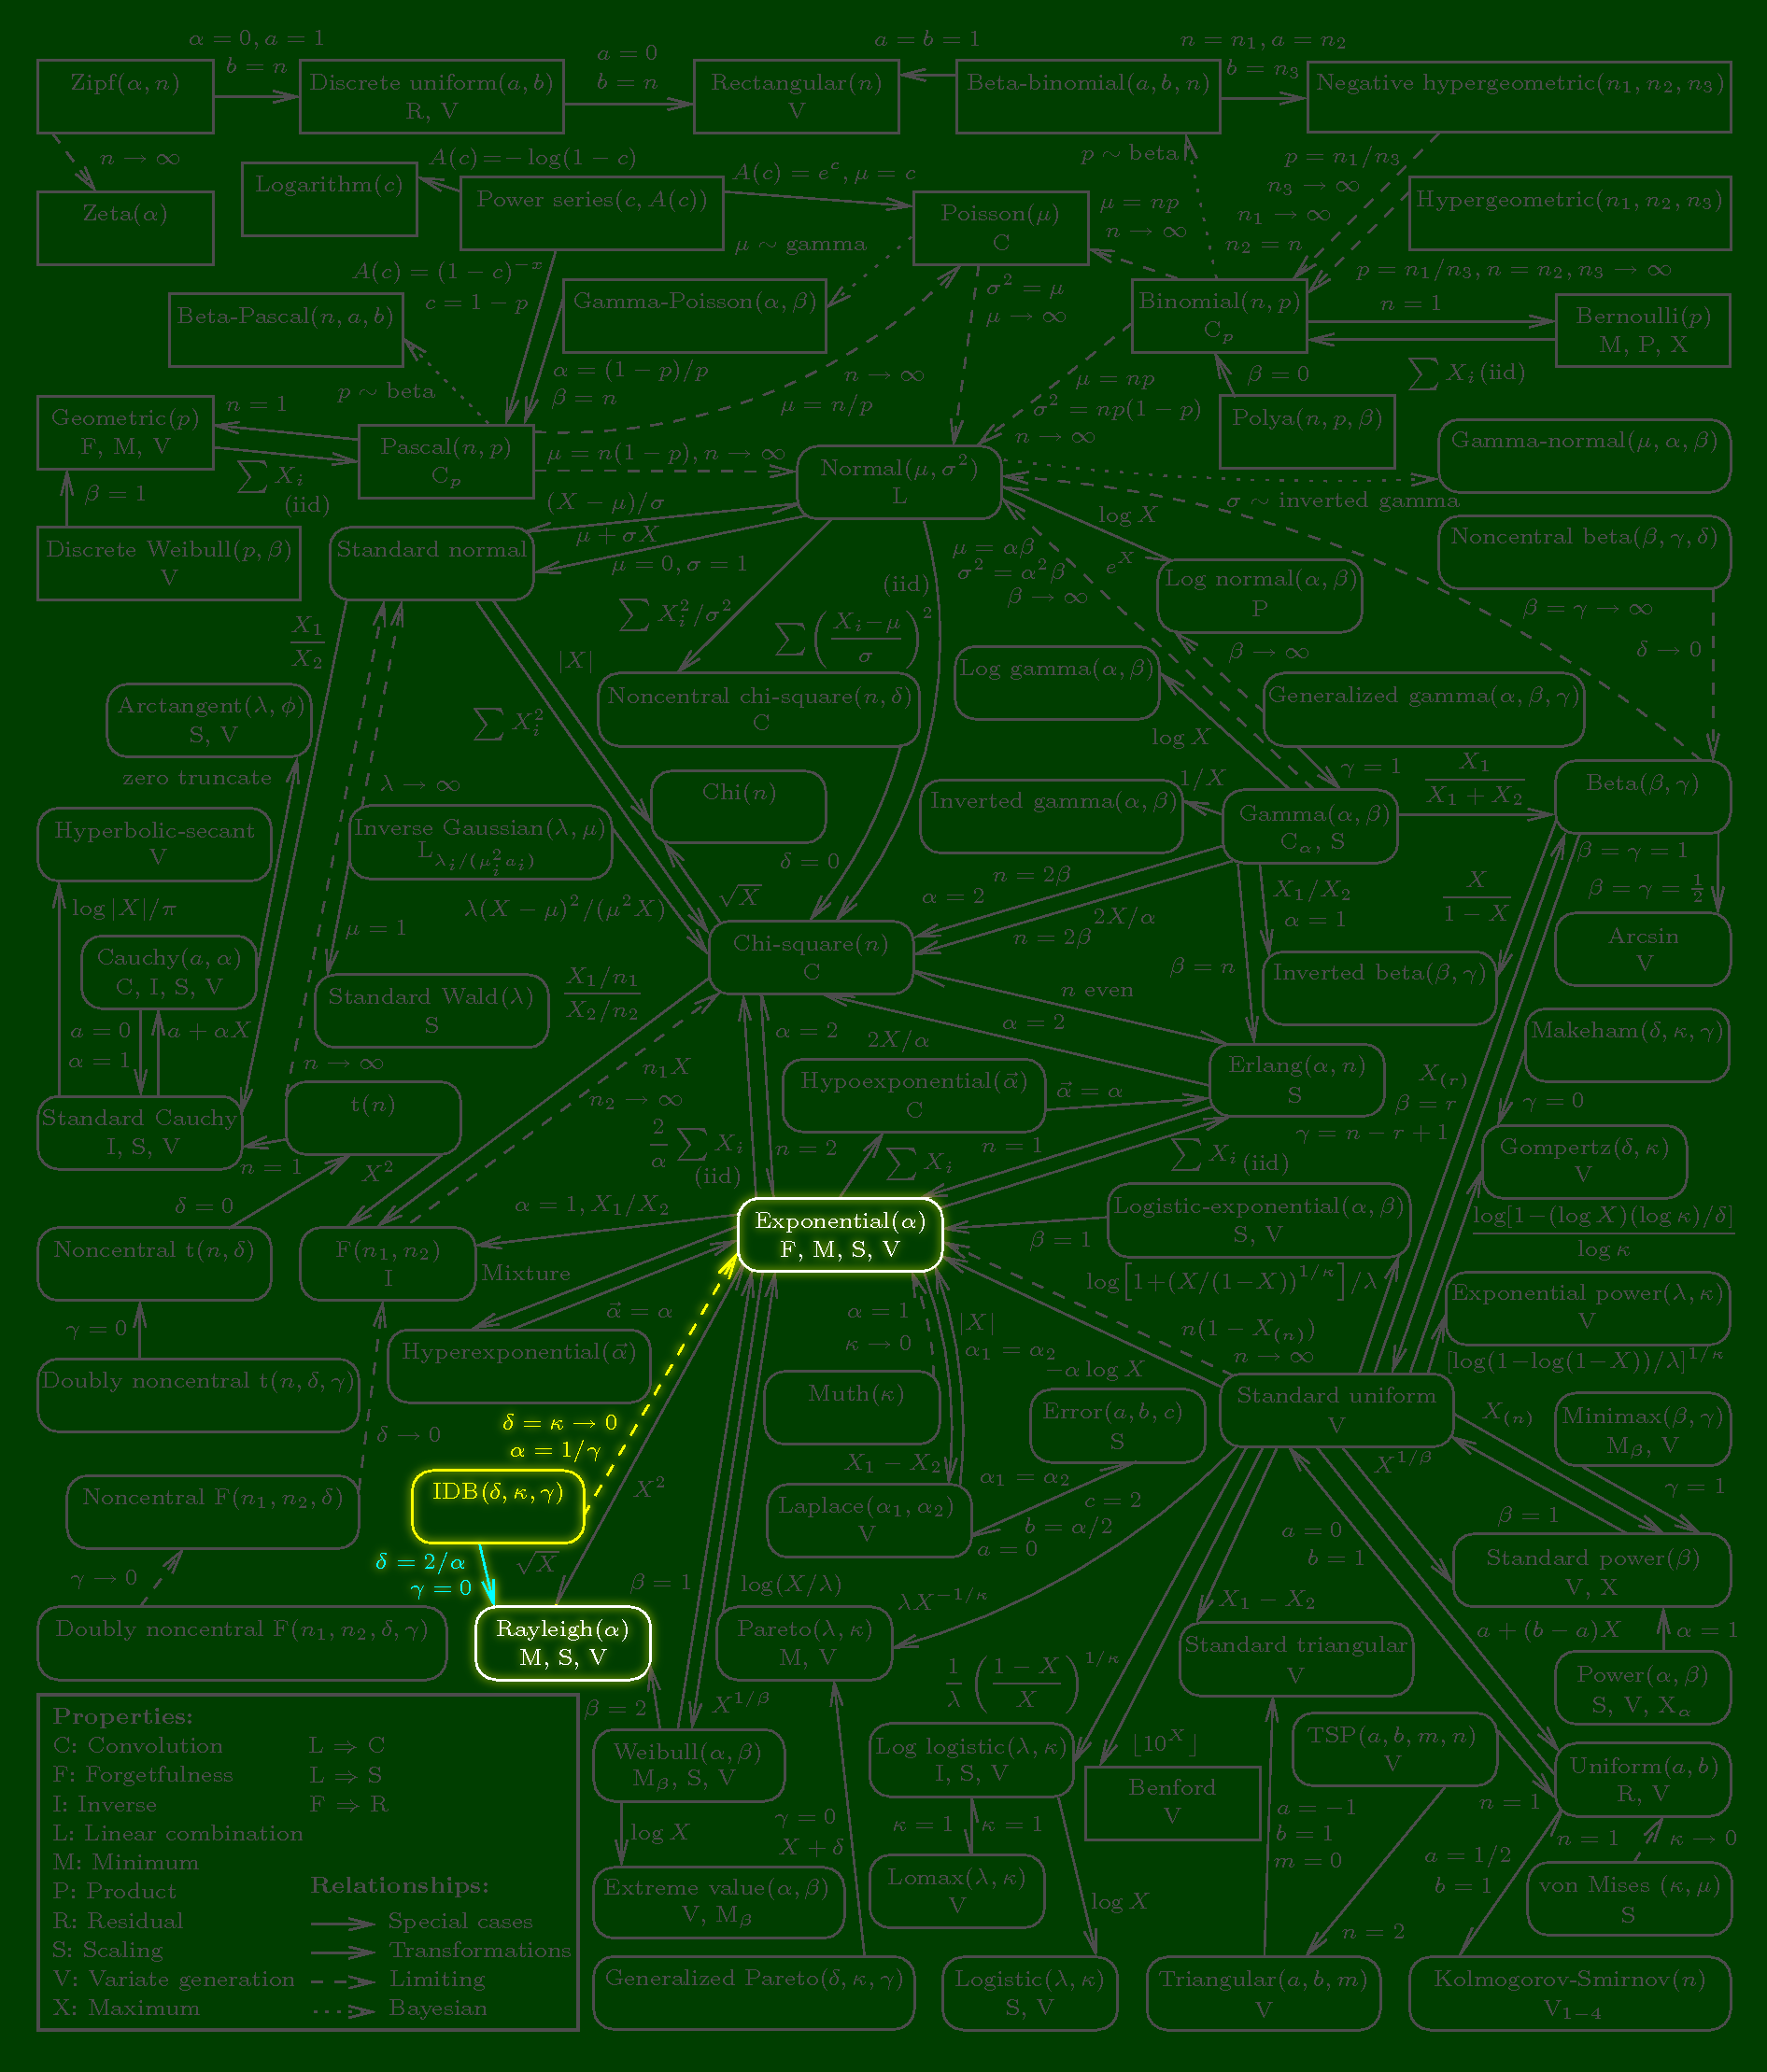 α = 0, a = 1
b = n
a = 0
b = n
a = b = 1
n = n₁, a = n₂
b = n₃
Zipf(α, n)
Discrete uniform(a, b)
R, V
Rectangular(n)
V
Beta-binomial(a, b, n)
Negative hypergeometric(n₁, n₂, n₃)
n → ∞
A(c) = − log(1 − c)
p ∼ beta
p = n₁/n₃
n₃ → ∞
n₁ → ∞
n₂ = n
Zeta(α)
Logarithm(c)
Power series(c, A(c))
A(c) = eᶜ, μ = c
Poisson(μ)
C
μ = np
n → ∞
Hypergeometric(n₁, n₂, n₃)
μ ∼ gamma
p = n₁/n₃, n = n₂, n₃ → ∞
A(c) = (1 − c)⁻ˣ
c = 1 − p
Beta-Pascal(n, a, b)
Gamma-Poisson(α, β)
σ² = μ
μ → ∞
Binomial(n, p)
Cₚ
n = 1
Bernoulli(p)
M, P, X
∑ Xᵢ (iid)
α = (1 − p)/p
β = n
n → ∞
μ = n/p
μ = np
σ² = np(1 − p)
n → ∞
β = 0
Polya(n, p, β)
p ∼ beta
Geometric(p)
F, M, V
n = 1
∑ Xᵢ
(iid)
Pascal(n, p)
Cₚ
μ = n(1 − p), n → ∞
Normal(μ, σ²)
L
Gamma-normal(μ, α, β)
σ ∼ inverted gamma
β = 1
(X − μ)/σ
μ + σX
μ = 0, σ = 1
log X
eˣ
μ = αβ
σ² = α²β
β → ∞
Discrete Weibull(p, β)
V
Standard normal
Noncentral beta(β, γ, δ)
Log normal(α, β)
P
(iid)
∑ Xᵢ²/σ²
∑ ((Xᵢ−μ)/σ)²
β = γ → ∞
δ → 0
β → ∞
X₁/X₂
|X|
∑ Xᵢ²
Log gamma(α, β)
Generalized gamma(α, β, γ)
Arctangent(λ, φ)
S, V
Noncentral chi-square(n, δ)
C
log X
γ = 1
zero truncate
λ → ∞
Chi(n)
1/X
Inverted gamma(α, β)
Gamma(α, β)
C_α, S
X₁/(X₁ + X₂)
Beta(β, γ)
Hyperbolic-secant
V
Inverse Gaussian(λ, μ)
L_{λᵢ/(μᵢ²aᵢ)}
δ = 0
n = 2β
α = 2
2X/α
n = 2β
X₁/X₂
α = 1
X/(1 − X)
β = γ = 1
β = γ = ½
log |X|/π
μ = 1
λ(X − μ)²/(μ²X)
√X
Chi-square(n)
C
β = n
Inverted beta(β, γ)
Arcsin
V
Cauchy(a, α)
C, I, S, V
Standard Wald(λ)
S
(X₁/n₁)/(X₂/n₂)
n even
α = 2
α = 2
2X/α
a = 0
α = 1
a + αX
n → ∞
n₁X
n₂ → ∞
Makeham(δ, κ, γ)
Hypoexponential(α⃗)
C
α⃗ = α
Erlang(α, n)
S
X₍ᵣ₎
β = r
γ = n − r + 1
γ = 0
Standard Cauchy
I, S, V
t(n)
n = 1
X²
(2/α) ∑ Xᵢ
(iid)
n = 2
∑ Xᵢ
n = 1
∑ Xᵢ (iid)
Gompertz(δ, κ)
V
δ = 0
α = 1, X₁/X₂
Noncentral t(n, δ)
F(n₁, n₂)
I
Exponential(α)
F, M, S, V
β = 1
Logistic-exponential(α, β)
S, V
log[1−(log X)(log κ)/δ]/log κ
Mixture
α⃗ = α
log[1+(X/(1−X))^{1/κ}]/λ
Exponential power(λ, κ)
V
[log(1−log(1−X))/λ]^{1/κ}
γ = 0
Hyperexponential(α⃗)
α = 1
κ → 0
|X|
α₁ = α₂
n(1 − X₍ₙ₎)
n → ∞
−α log X
Doubly noncentral t(n, δ, γ)
Muth(κ)
Error(a, b, c)
S
Standard uniform
V
X₍ₙ₎
Minimax(β, γ)
M_β, V
δ = κ → 0
α = 1/γ
δ → 0
X₁ − X₂
α₁ = α₂
X^{1/β}
γ = 1
Noncentral F(n₁, n₂, δ)
IDB(δ, κ, γ)
X²
Laplace(α₁, α₂)
V
c = 2
b = α/2
a = 0
a = 0
b = 1
β = 1
Standard power(β)
V, X
γ → 0
δ = 2/α
γ = 0
√X
β = 1
log(X/λ)
λX^{−1/κ}
X₁ − X₂
Doubly noncentral F(n₁, n₂, δ, γ)
Rayleigh(α)
M, S, V
Pareto(λ, κ)
M, V
Standard triangular
V
a + (b − a)X
α = 1
(1/λ)((1 − X)/X)^{1/κ}
Power(α, β)
S, V, X_α
β = 2
X^{1/β}
Properties:
C: Convolution
L ⇒ C
F: Forgetfulness
L ⇒ S
I: Inverse
F ⇒ R
L: Linear combination
M: Minimum
P: Product
R: Residual
S: Scaling
V: Variate generation
X: Maximum
Relationships:
Special cases
Transformations
Limiting
Bayesian
Weibull(α, β)
M_β, S, V
Log logistic(λ, κ)
I, S, V
⌊10ˣ⌋
Benford
V
TSP(a, b, m, n)
V
Uniform(a, b)
R, V
log X
γ = 0
X + δ
κ = 1
κ = 1
a = −1
b = 1
m = 0
n = 1
n = 1
κ → 0
a = 1/2
b = 1
Extreme value(α, β)
V, M_β
Lomax(λ, κ)
V
log X
n = 2
von Mises (κ, μ)
S
Generalized Pareto(δ, κ, γ)
Logistic(λ, κ)
S, V
Triangular(a, b, m)
V
Kolmogorov-Smirnov(n)
V₁₋₄